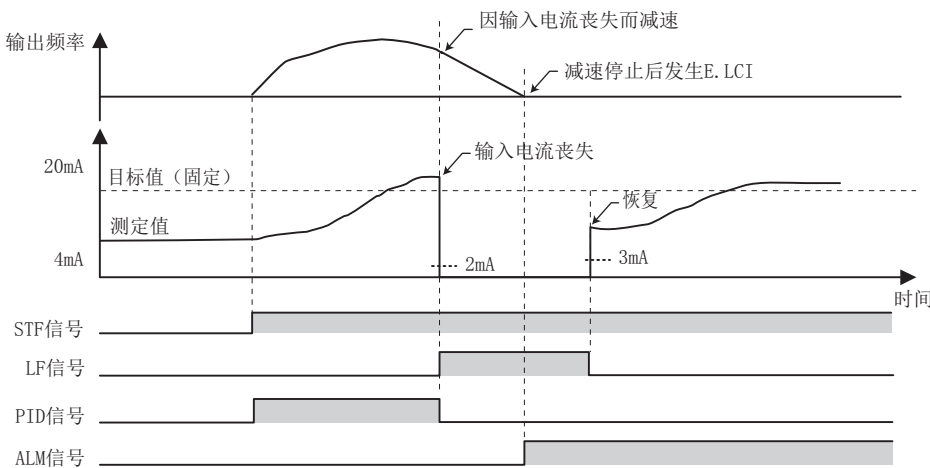 因输入电流丧失而减速
输出频率
减速停止后发生E.LCI
20mA
输入电流丧失
目标值（固定）
恢复
测定值
4mA
2mA
3mA
时间
STF信号
LF信号
PID信号
ALM信号